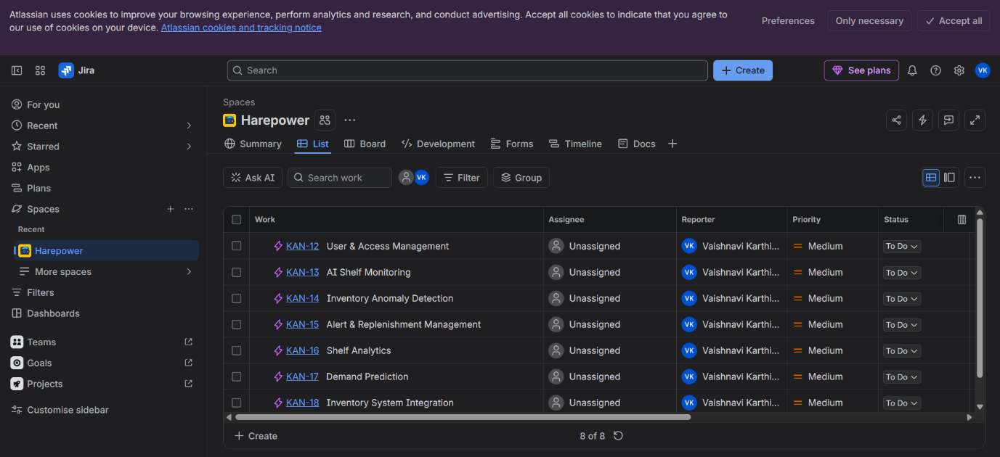 Atlassian uses cookies to improve your browsing experience, perform analytics and research, and conduct advertising. Accept all cookies to indicate that you agree to
our use of cookies on your device. Atlassian cookies and tracking notice
Preferences
Only necessary
Accept all
Jira
Search
Create
See plans
VK
For you
Recent
Starred
Apps
Plans
Spaces
Recent
Harepower
More spaces
Filters
Dashboards
Teams
Goals
Projects
Customise sidebar
Spaces
Harepower
Summary List Board Development Forms Timeline Docs
Ask AI Search work VK Filter Group
Work Assignee Reporter Priority Status
KAN-12 User & Access Management Unassigned VK Vaishnavi Karthi... Medium To Do
KAN-13 AI Shelf Monitoring Unassigned VK Vaishnavi Karthi... Medium To Do
KAN-14 Inventory Anomaly Detection Unassigned VK Vaishnavi Karthi... Medium To Do
KAN-15 Alert & Replenishment Management Unassigned VK Vaishnavi Karthi... Medium To Do
KAN-16 Shelf Analytics Unassigned VK Vaishnavi Karthi... Medium To Do
KAN-17 Demand Prediction Unassigned VK Vaishnavi Karthi... Medium To Do
KAN-18 Inventory System Integration Unassigned VK Vaishnavi Karthi... Medium To Do
Create
8 of 8